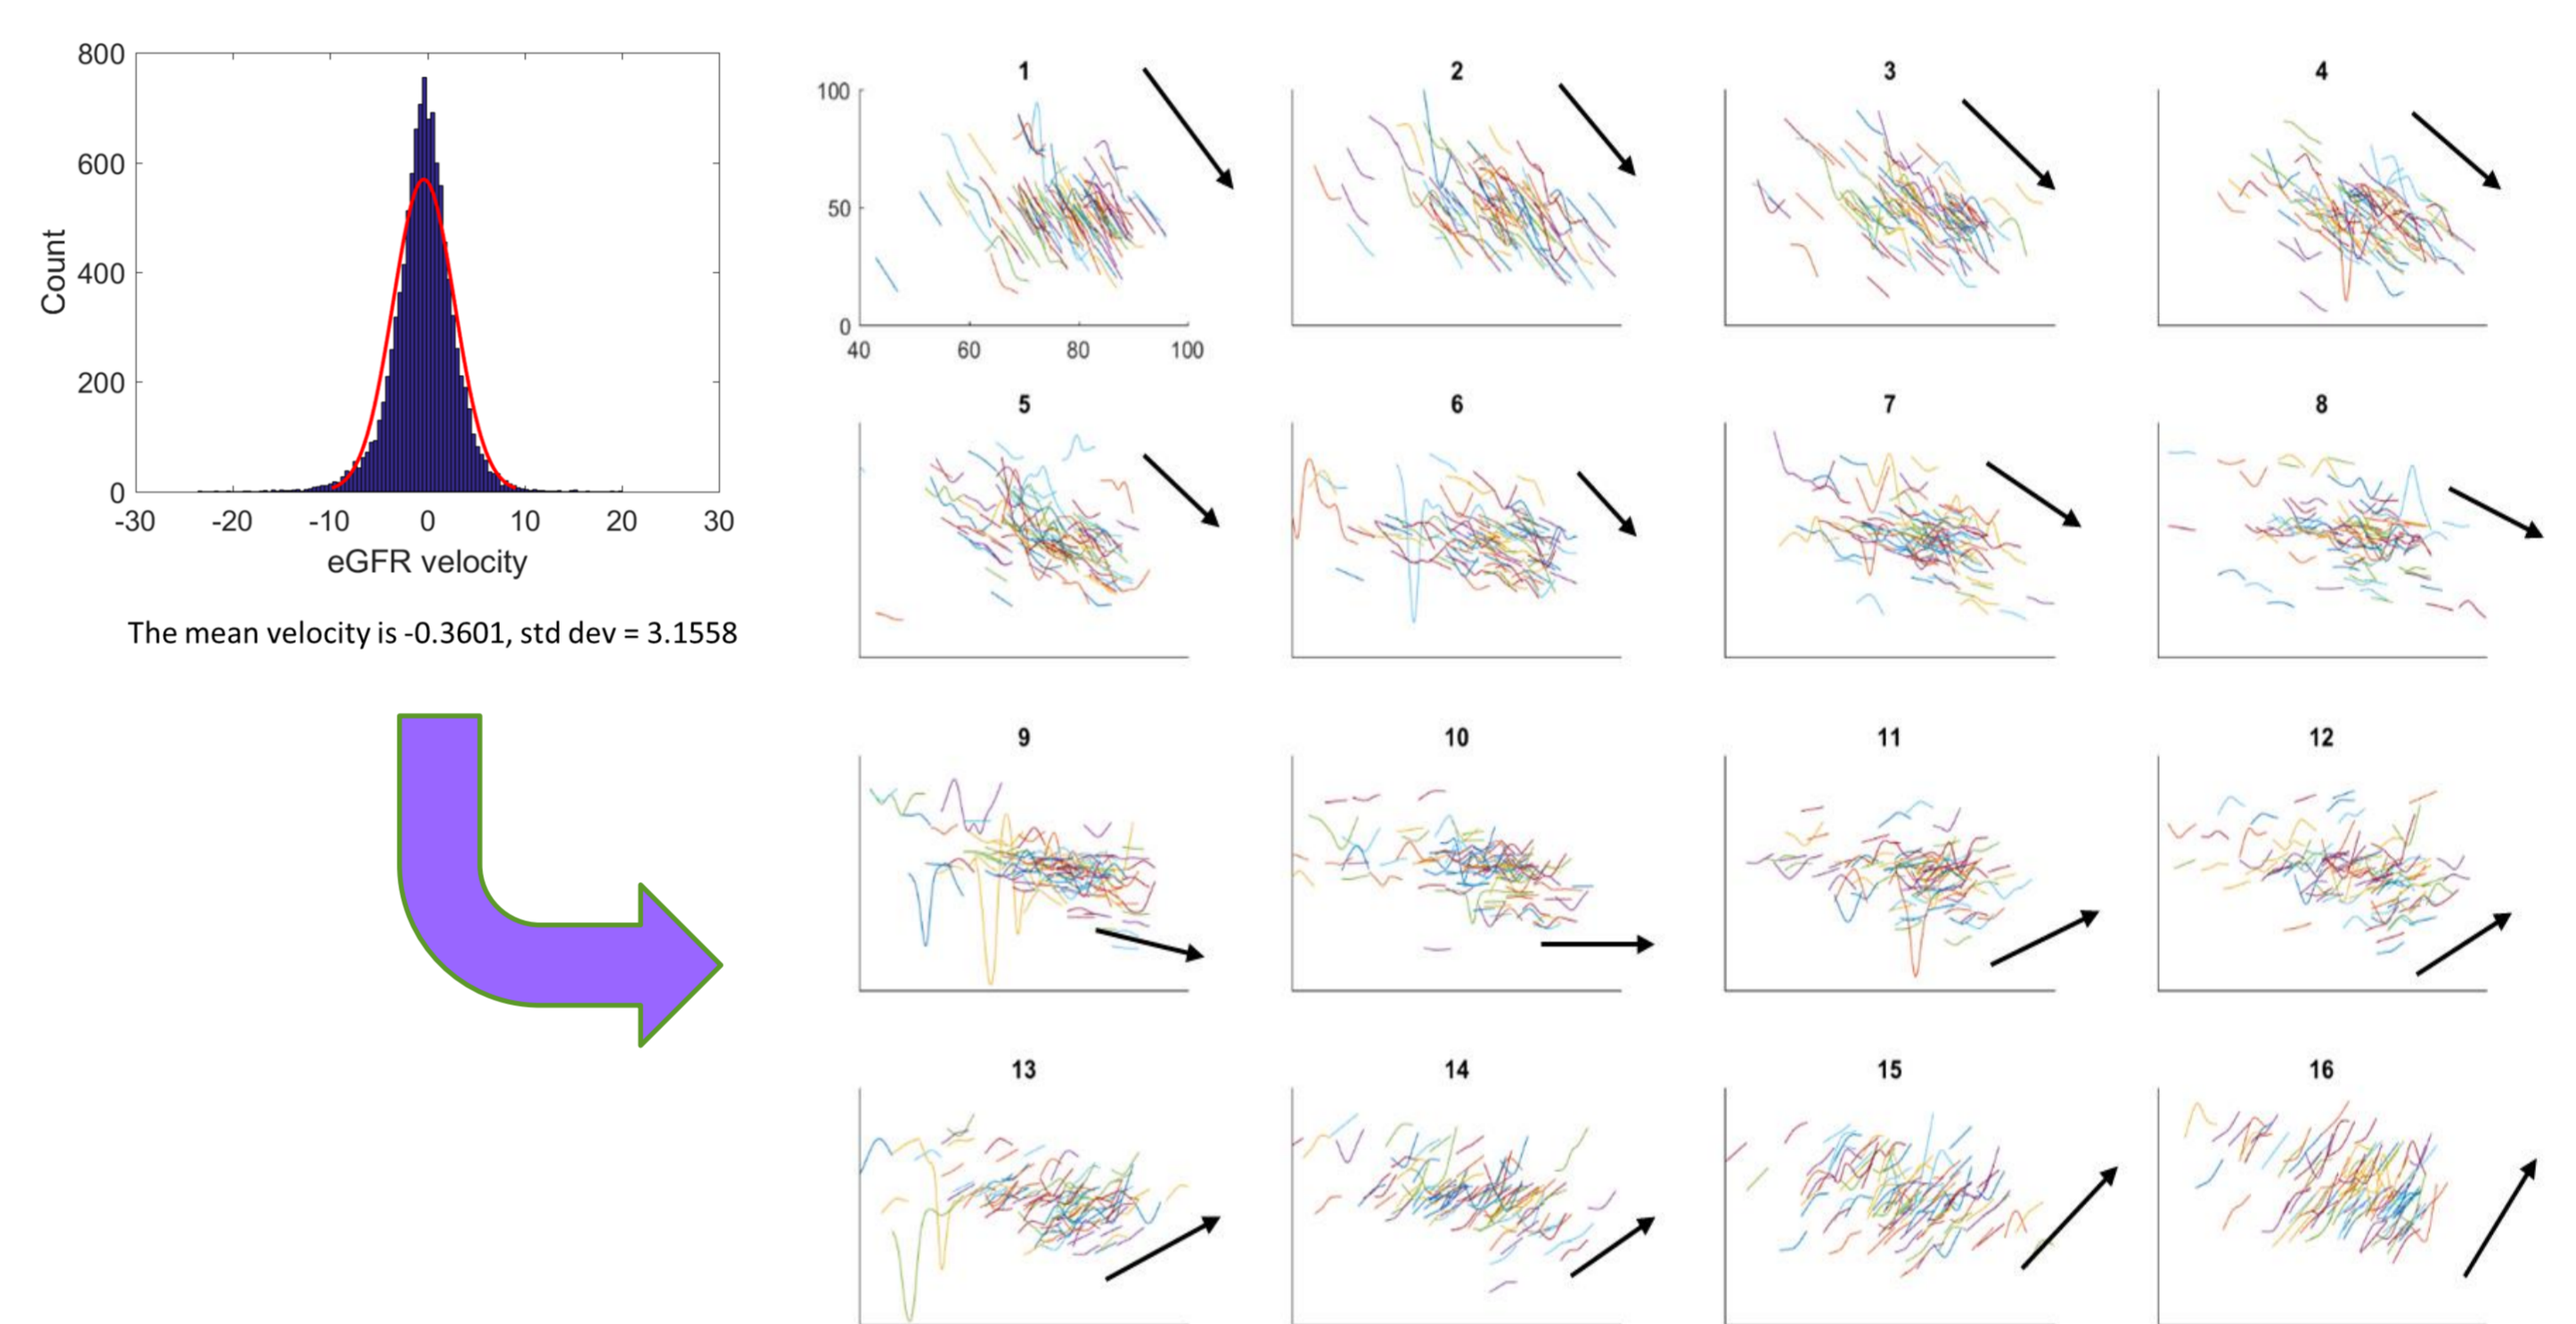 800
600
400
200
0
Count
-30 -20 -10 0 10 20 30
eGFR velocity
The mean velocity is -0.3601, std dev = 3.1558
1 2 3 4
100
50
0
40 60 80 100
5 6 7 8
9 10 11 12
13 14 15 16